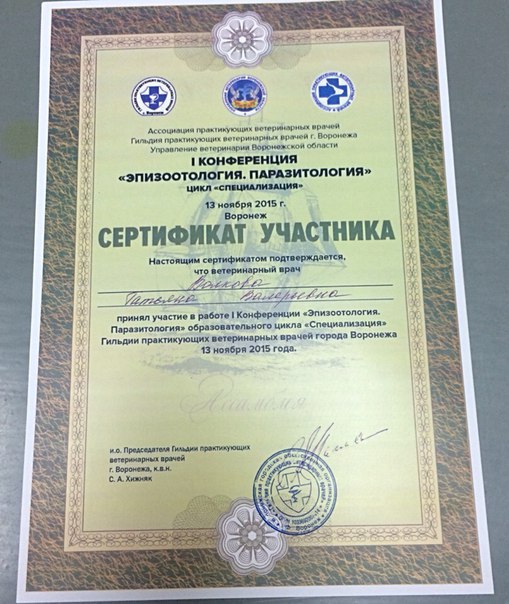 Ассоциация практикующих ветеринарных врачей
Гильдия практикующих ветеринарных врачей г. Воронежа
Управление ветеринарии Воронежской области
I КОНФЕРЕНЦИЯ
«ЭПИЗООТОЛОГИЯ. ПАРАЗИТОЛОГИЯ»
ЦИКЛ «СПЕЦИАЛИЗАЦИЯ»
13 ноября 2015 г.
Воронеж
СЕРТИФИКАТ УЧАСТНИКА
Настоящим сертификатом подтверждается,
что ветеринарный врач
Волкова
Татьяна Валерьевна
принял участие в работе I Конференции «Эпизоотология.
Паразитология» образовательного цикла «Специализация»
Гильдии практикующих ветеринарных врачей города Воронежа
13 ноября 2015 года.
Диплом
и.о. Председателя Гильдии практикующих
ветеринарных врачей
г. Воронежа, к.в.н.
С. А. Хижняк